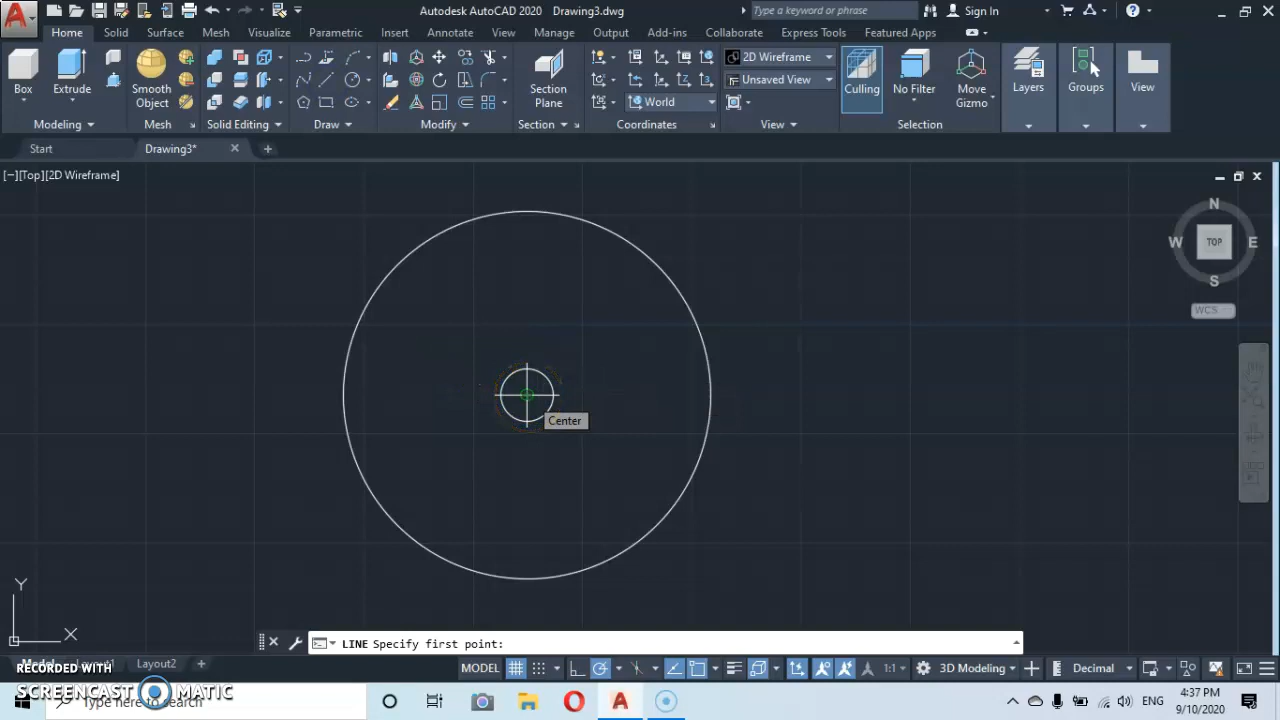 Autodesk AutoCAD 2020 Drawing3.dwg
Type a keyword or phrase
Sign In
Home Solid Surface Mesh Visualize Parametric Insert Annotate View Manage Output Add-ins Collaborate Express Tools Featured Apps
Box
Extrude
Smooth
Object
Section
Plane
World
2D Wireframe
Unsaved View
Culling
No Filter
Move
Gizmo
Layers
Groups
View
Modeling Mesh Solid Editing Draw Modify Section Coordinates View Selection
Start
Drawing3*
[−][Top][2D Wireframe]
N
W
TOP
E
S
WCS
Center
Y
X
LINE Specify first point:
Layout2
MODEL
1:1
3D Modeling
Decimal
RECORDED WITH
SCREENCAST MATIC
Type here to search
ENG
4:37 PM
9/10/2020